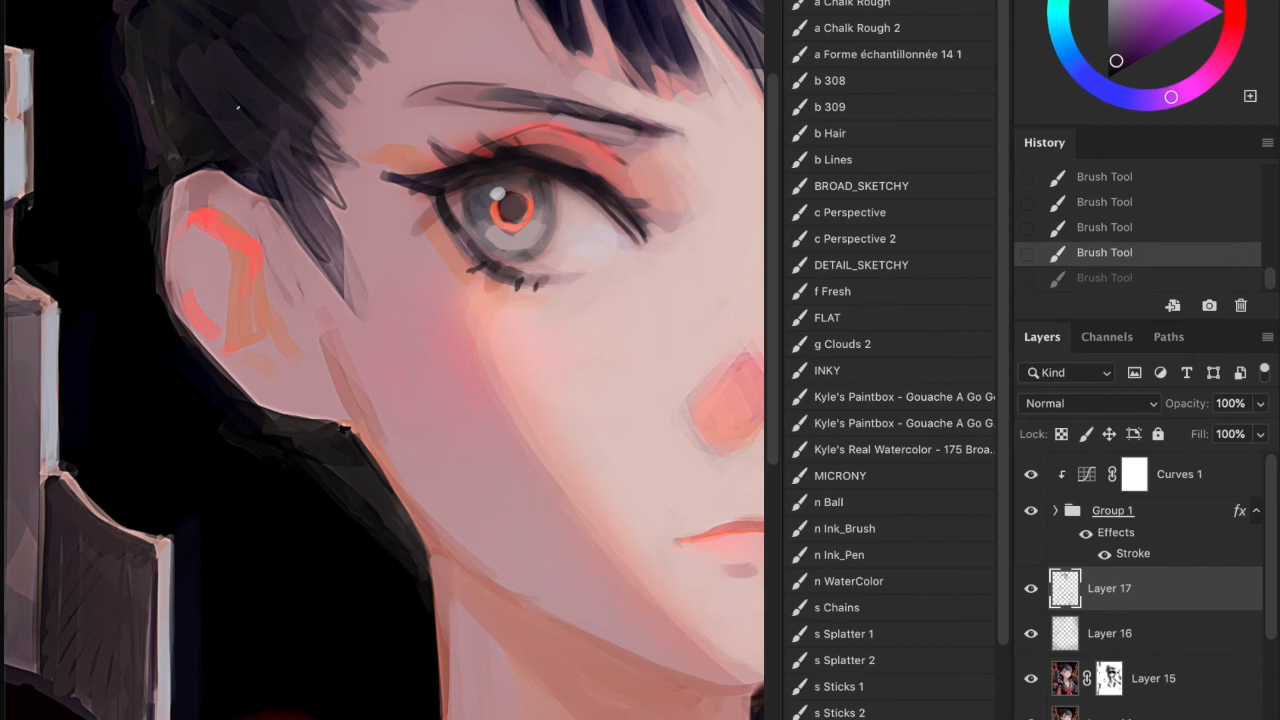 a Chalk Rough
a Chalk Rough 2
a Forme échantillonnée 14 1
b 308
b 309
b Hair
b Lines
BROAD_SKETCHY
c Perspective
c Perspective 2
DETAIL_SKETCHY
f Fresh
FLAT
g Clouds 2
INKY
Kyle's Paintbox - Gouache A Go Go
Kyle's Paintbox - Gouache A Go G.
Kyle's Real Watercolor - 175 Broa...
MICRONY
n Ball
n Ink_Brush
n Ink_Pen
n WaterColor
s Chains
s Splatter 1
s Splatter 2
s Sticks 1
s Sticks 2
History
Brush Tool
Brush Tool
Brush Tool
Brush Tool
Brush Tool
Layers Channels Paths
Kind
Normal Opacity: 100%
Lock: Fill: 100%
Curves 1
Group 1 fx
Effects
Stroke
Layer 17
Layer 16
Layer 15